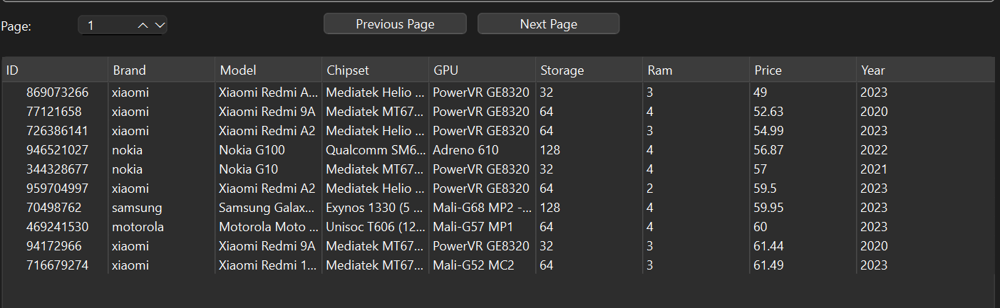 Page: 1 Previous Page Next Page
ID Brand Model Chipset GPU Storage Ram Price Year
869073266 xiaomi Xiaomi Redmi A... Mediatek Helio ... PowerVR GE8320 32 3 49 2023
77121658 xiaomi Xiaomi Redmi 9A Mediatek MT67... PowerVR GE8320 64 4 52.63 2020
726386141 xiaomi Xiaomi Redmi A2 Mediatek Helio ... PowerVR GE8320 64 3 54.99 2023
946521027 nokia Nokia G100 Qualcomm SM6... Adreno 610 128 4 56.87 2022
344328677 nokia Nokia G10 Mediatek MT67... PowerVR GE8320 32 4 57 2021
959704997 xiaomi Xiaomi Redmi A2 Mediatek Helio ... PowerVR GE8320 64 2 59.5 2023
70498762 samsung Samsung Galax... Exynos 1330 (5 ... Mali-G68 MP2 -... 128 4 59.95 2023
469241530 motorola Motorola Moto ... Unisoc T606 (12... Mali-G57 MP1 64 4 60 2023
94172966 xiaomi Xiaomi Redmi 9A Mediatek MT67... PowerVR GE8320 32 3 61.44 2020
716679274 xiaomi Xiaomi Redmi 1... Mediatek MT67... Mali-G52 MC2 64 3 61.49 2023